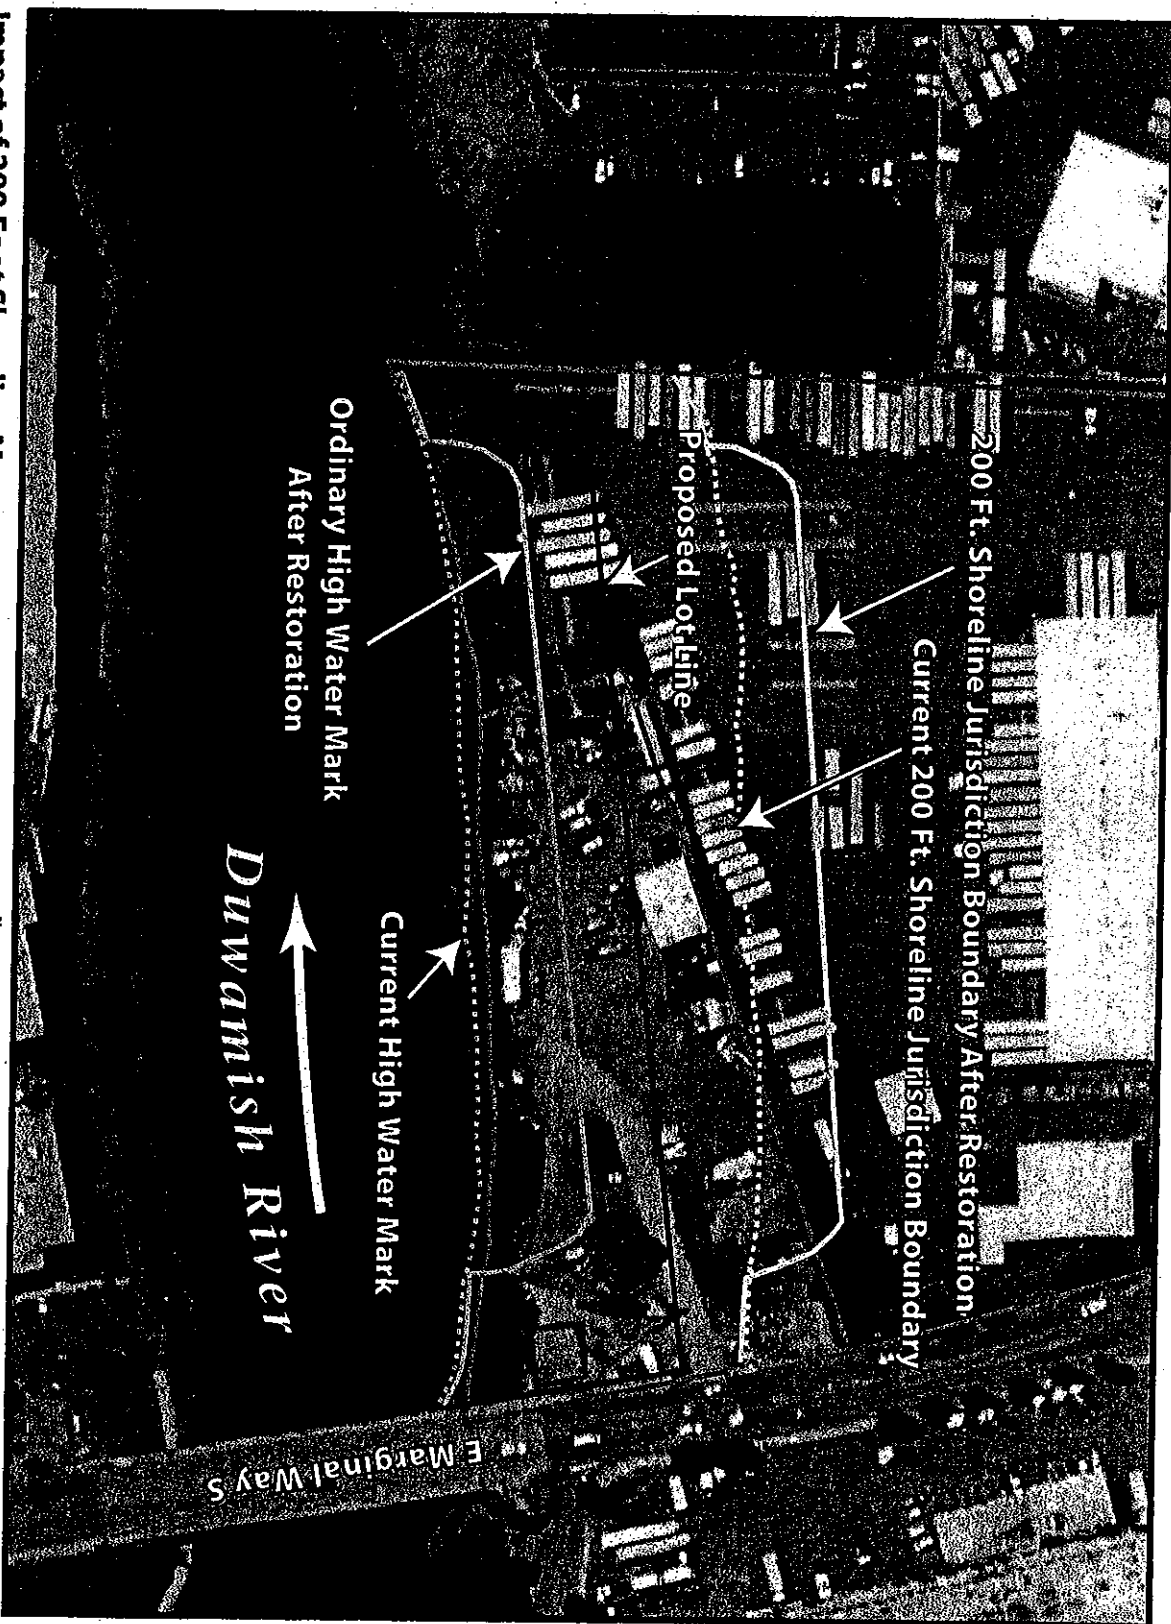 200 Ft. Shoreline Jurisdiction Boundary After Restoration
Current 200 Ft. Shoreline Jurisdiction Boundary
Proposed Lot Line
Ordinary High Water Mark
After Restoration
Current High Water Mark
Duwamish River
E Marginal Way S